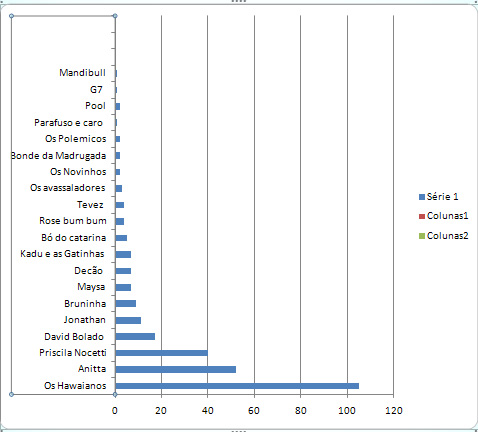 Mandibull
G7
Pool
Parafuso e caro
Os Polemicos
Bonde da Madrugada
Os Novinhos
Os avassaladores
Tevez
Rose bum bum
Bó do catarina
Kadu e as Gatinhas
Decão
Maysa
Bruninha
Jonathan
David Bolado
Priscila Nocetti
Anitta
Os Hawaianos
0 20 40 60 80 100 120
Série 1
Colunas1
Colunas2